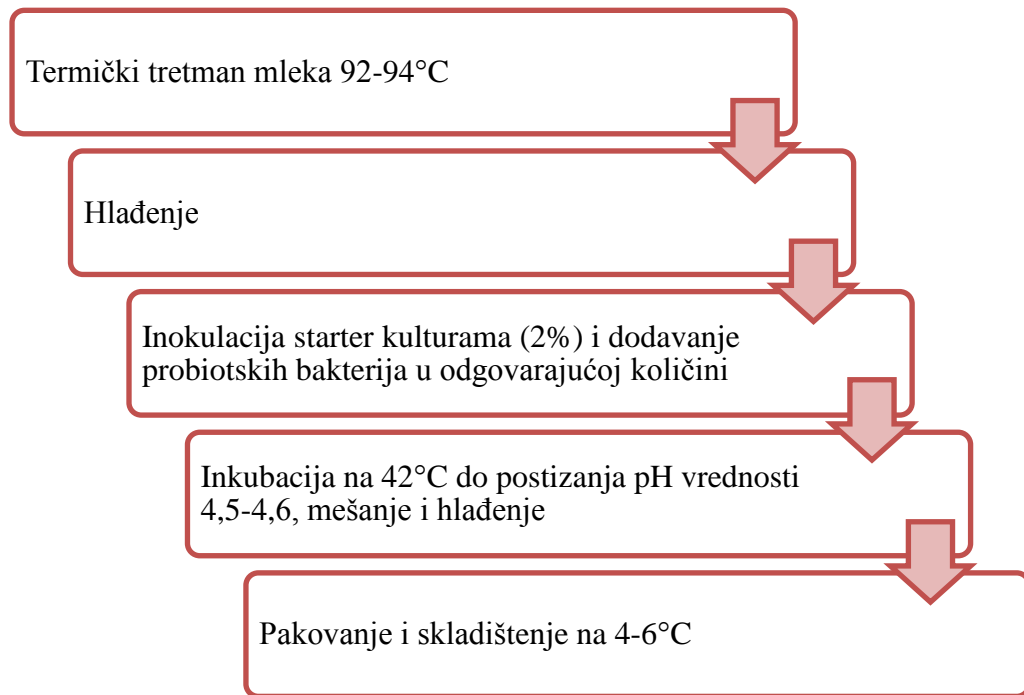 Termički tretman mleka 92-94°C
Hlađenje
Inokulacija starter kulturama (2%) i dodavanje
probiotskih bakterija u odgovarajućoj količini
Inkubacija na 42°C do postizanja pH vrednosti
4,5-4,6, mešanje i hlađenje
Pakovanje i skladištenje na 4-6°C